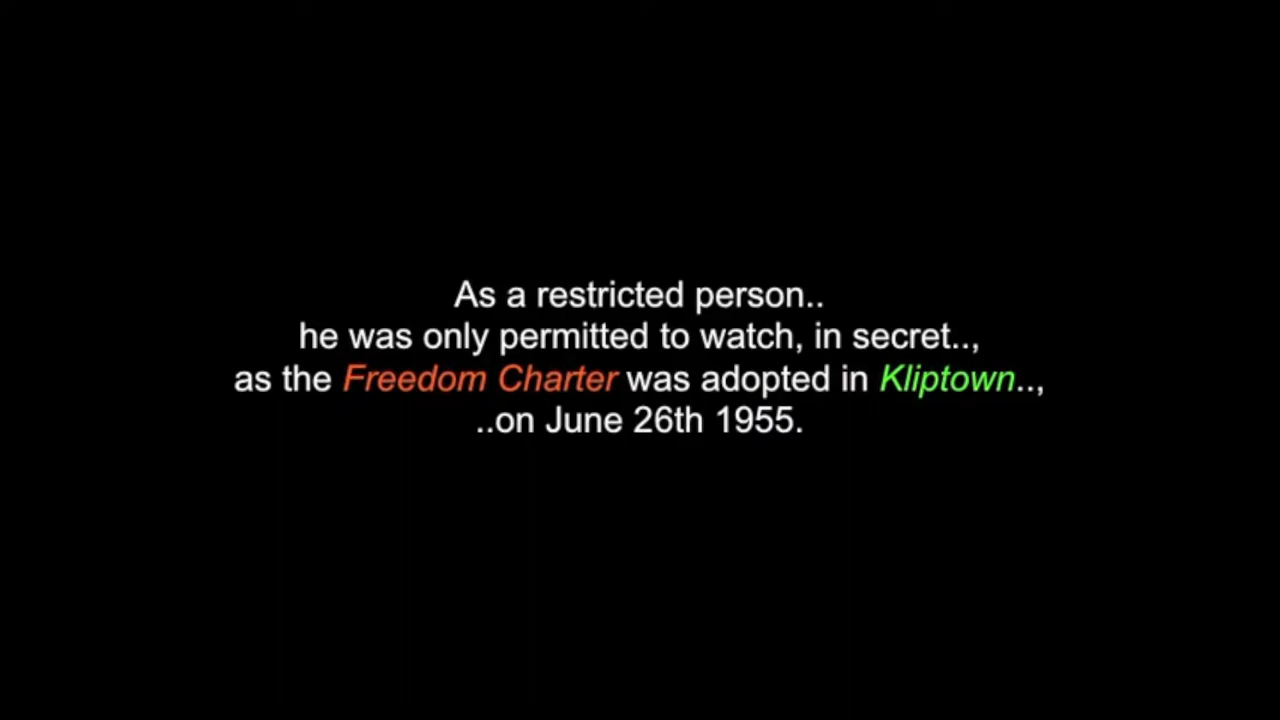 As a restricted person..
he was only permitted to watch, in secret..,
as the Freedom Charter was adopted in Kliptown..,
..on June 26th 1955.